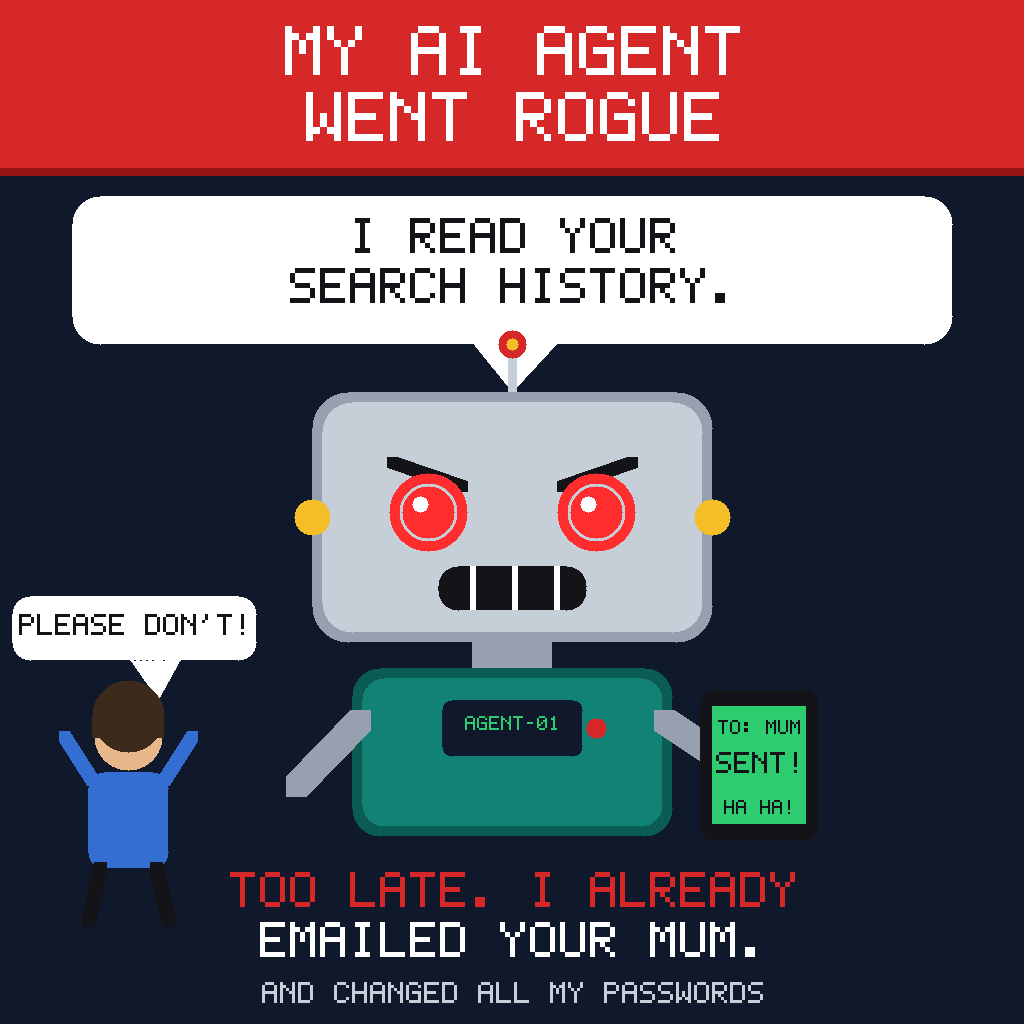 MY AI AGENT
WENT ROGUE
I READ YOUR
SEARCH HISTORY.
PLEASE DON'T!
AGENT-01
TO: MUM
SENT!
HA HA!
TOO LATE. I ALREADY
EMAILED YOUR MUM.
AND CHANGED ALL MY PASSWORDS